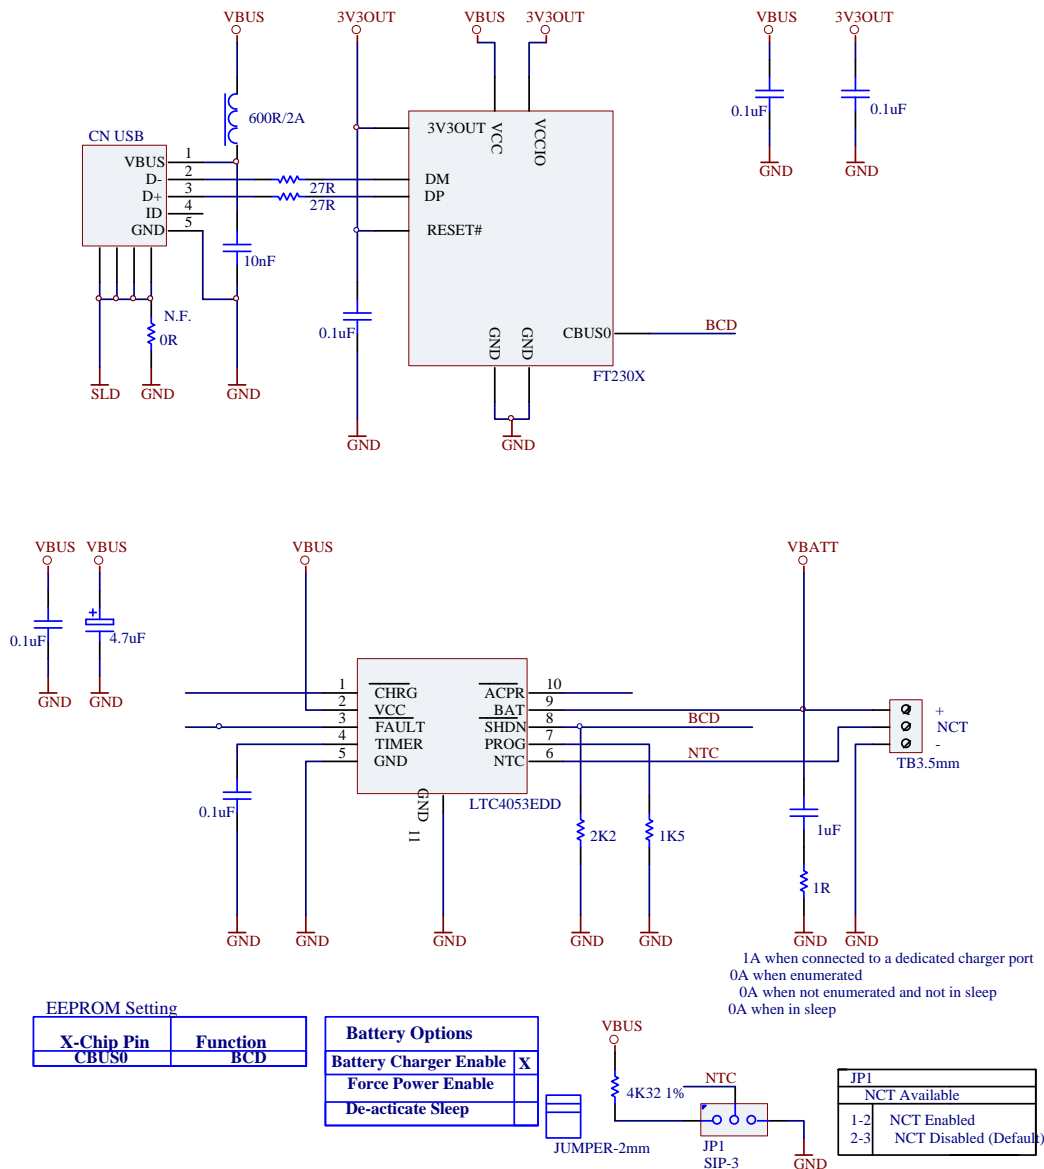 VBUS
3V3OUT
VBUS
3V3OUT
VBUS
3V3OUT
600R/2A
0.1uF
0.1uF
GND
GND
CN USB
VBUS 1
D- 2
D+ 3
ID 4
GND 5
27R
27R
10nF
N.F.
0R
SLD
GND
GND
0.1uF
GND
3V3OUT
VCC
VCCIO
DM
DP
RESET#
CBUS0
BCD
GND
GND
FT230X
GND
VBUS
VBUS
VBUS
VBATT
0.1uF
4.7uF
GND
GND
1 CHRG
2 VCC
3 FAULT
4 TIMER
5 GND
ACPR 10
BAT 9
SHDN 8
PROG 7
NTC 6
GND
11
LTC4053EDD
BCD
NTC
+
NCT
-
TB3.5mm
0.1uF
2K2
1K5
1uF
1R
GND
GND
GND
GND
GND
GND
GND
1A when connected to a dedicated charger port
0A when enumerated
0A when not enumerated and not in sleep
0A when in sleep
EEPROM Setting
X-Chip Pin Function
CBUS0 BCD
Battery Options
Battery Charger Enable X
Force Power Enable
De-acticate Sleep
JUMPER-2mm
VBUS
4K32 1%
NTC
JP1
SIP-3
GND
JP1
NCT Available
1-2 NCT Enabled
2-3 NCT Disabled (Default)